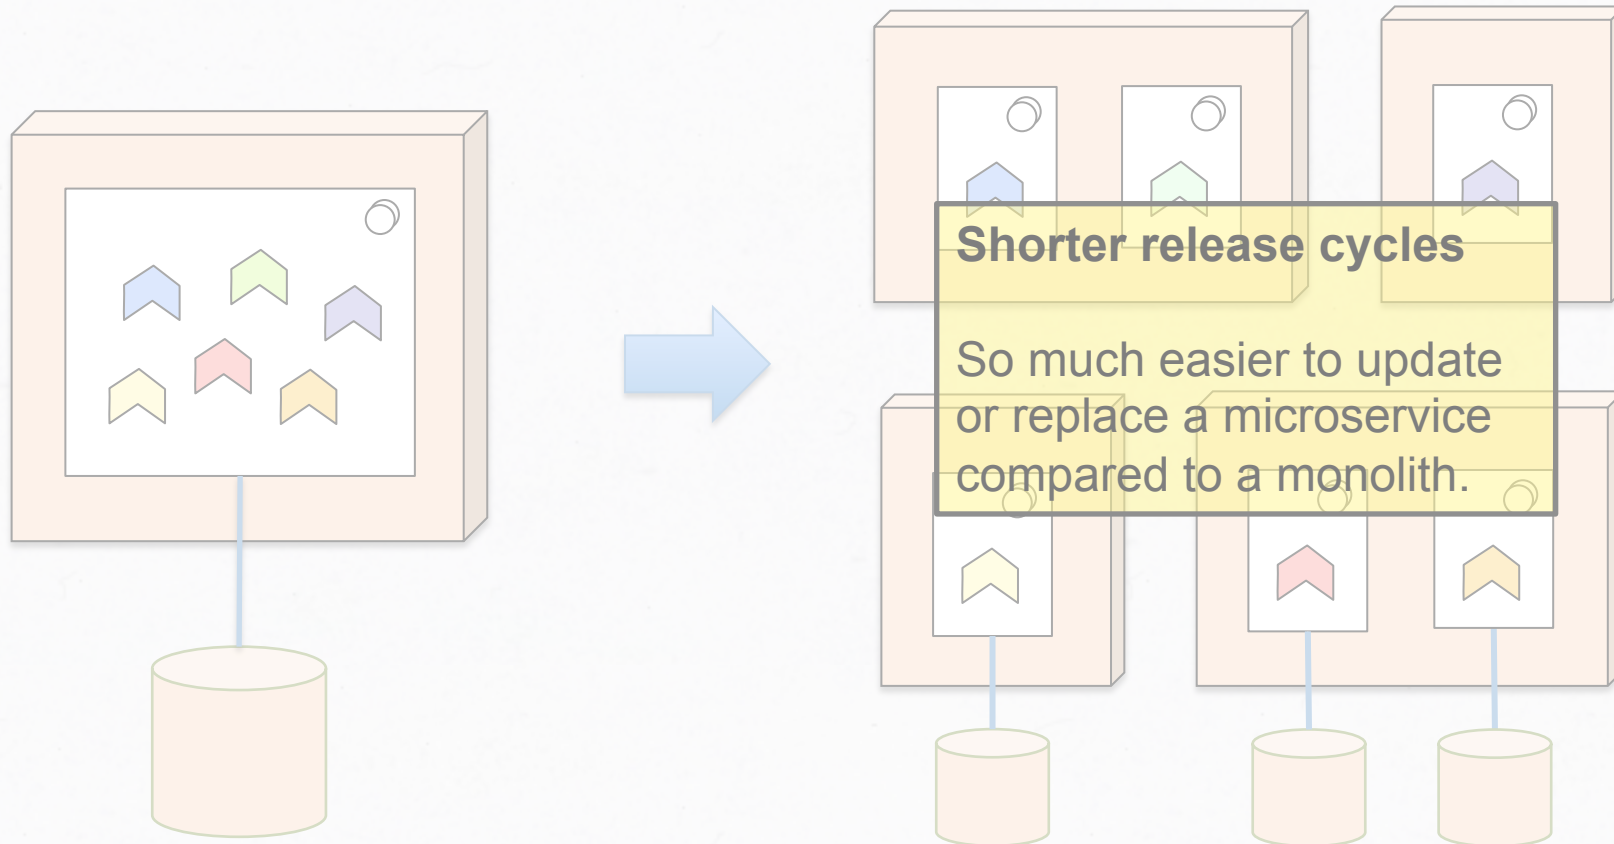 Shorter release cycles
So much easier to update
or replace a microservice
compared to a monolith.